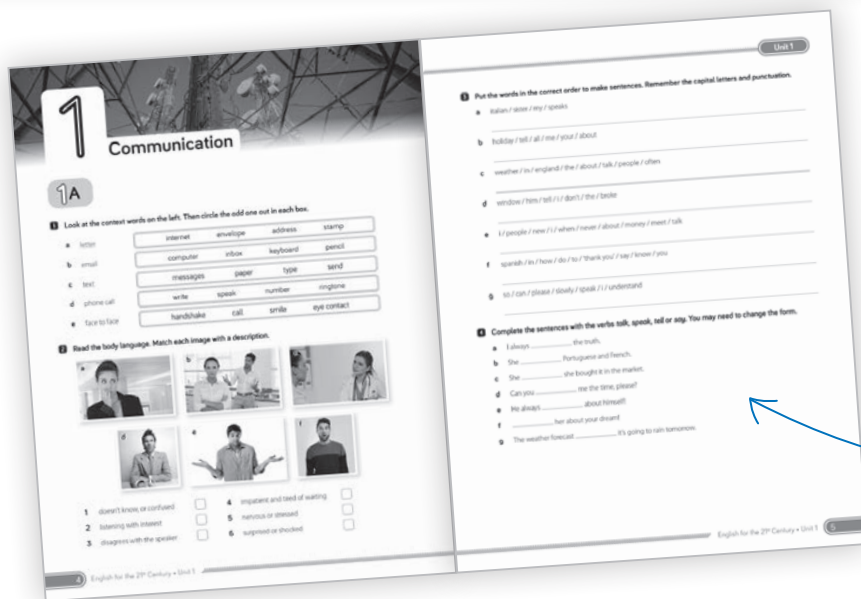 1
Communication
1A
1 Look at the context words on the left. Then circle the odd one out in each box.
a letter internet envelope address stamp
b email computer inbox keyboard pencil
c text messages paper type send
d phone call write speak number ringtone
e face to face handshake call smile eye contact
2 Read the body language. Match each image with a description.
a b
d e f
1 doesn't know, or confused
2 listening with interest
3 disagrees with the speaker
4 impatient and tired of waiting
5 nervous or stressed
6 surprised or shocked
4 English for the 21st Century • Unit 1
Unit 1
3 Put the words in the correct order to make sentences. Remember the capital letters and punctuation.
a italian / sister / my / speaks
b holiday / tell / all / me / your / about
c weather / in / england / the / about / talk / people / often
d window / him / tell / i / don't / the / broke
e i / people / new / i / when / never / about / money / meet / talk
f spanish / in / how / do / to / 'thank you' / say / know / you
g so / can / please / slowly / speak / i / understand
4 Complete the sentences with the verbs talk, speak, tell or say. You may need to change the form.
a I always the truth.
b She Portuguese and French.
c She she bought it in the market.
d Can you me the time, please?
e He always about himself!
f her about your dream!
g The weather forecast it's going to rain tomorrow.
English for the 21st Century • Unit 1 5